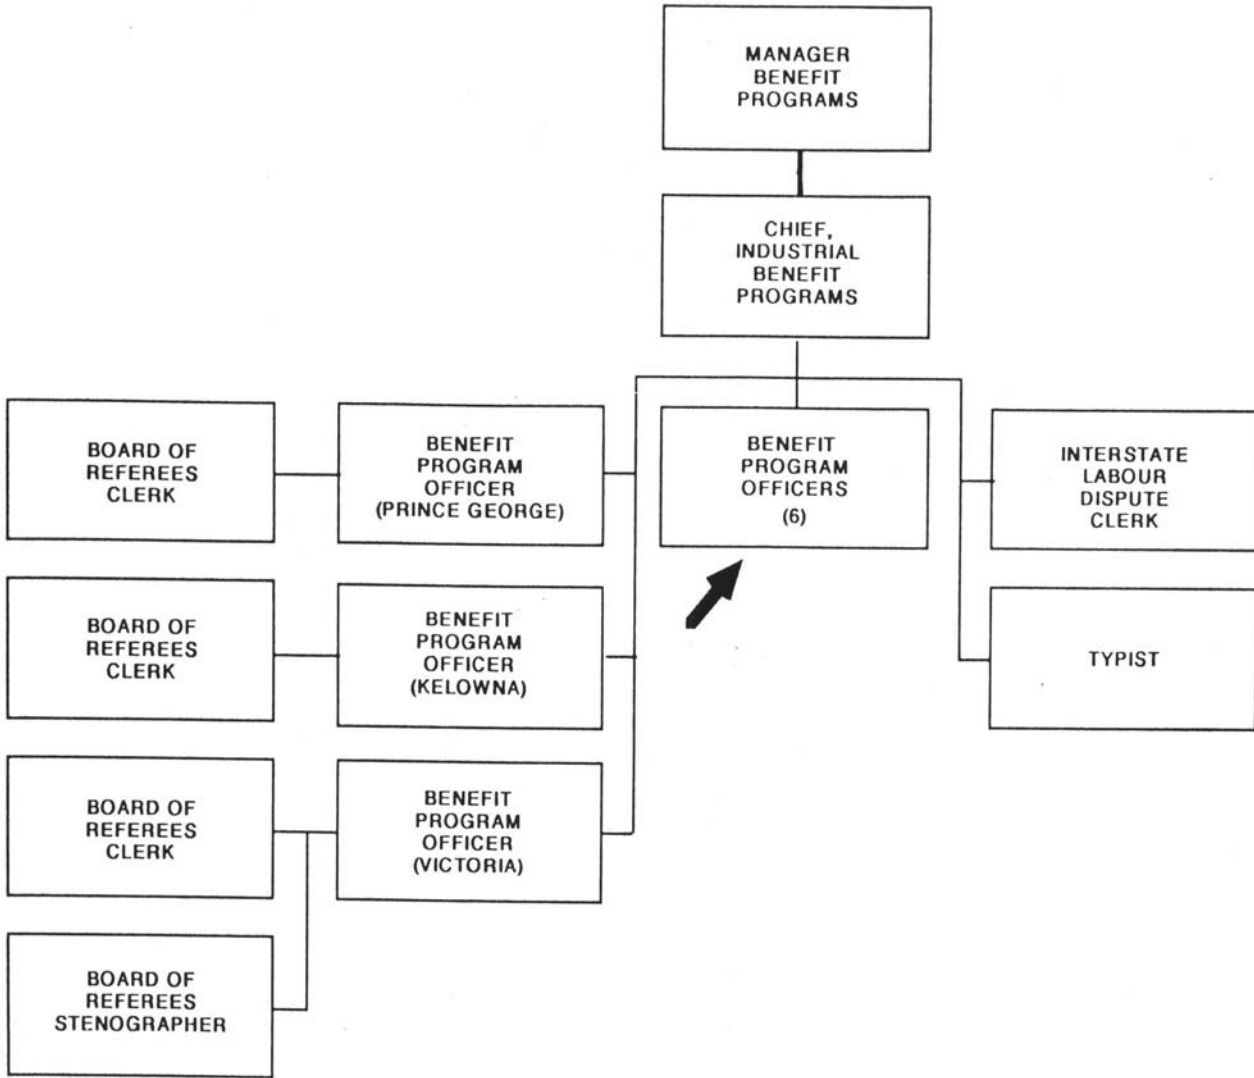 MANAGER
BENEFIT
PROGRAMS
CHIEF,
INDUSTRIAL
BENEFIT
PROGRAMS
BOARD OF
REFEREES
CLERK
BENEFIT
PROGRAM
OFFICER
(PRINCE GEORGE)
BENEFIT
PROGRAM
OFFICERS
(6)
INTERSTATE
LABOUR
DISPUTE
CLERK
BOARD OF
REFEREES
CLERK
BENEFIT
PROGRAM
OFFICER
(KELOWNA)
TYPIST
BOARD OF
REFEREES
CLERK
BENEFIT
PROGRAM
OFFICER
(VICTORIA)
BOARD OF
REFEREES
STENOGRAPHER